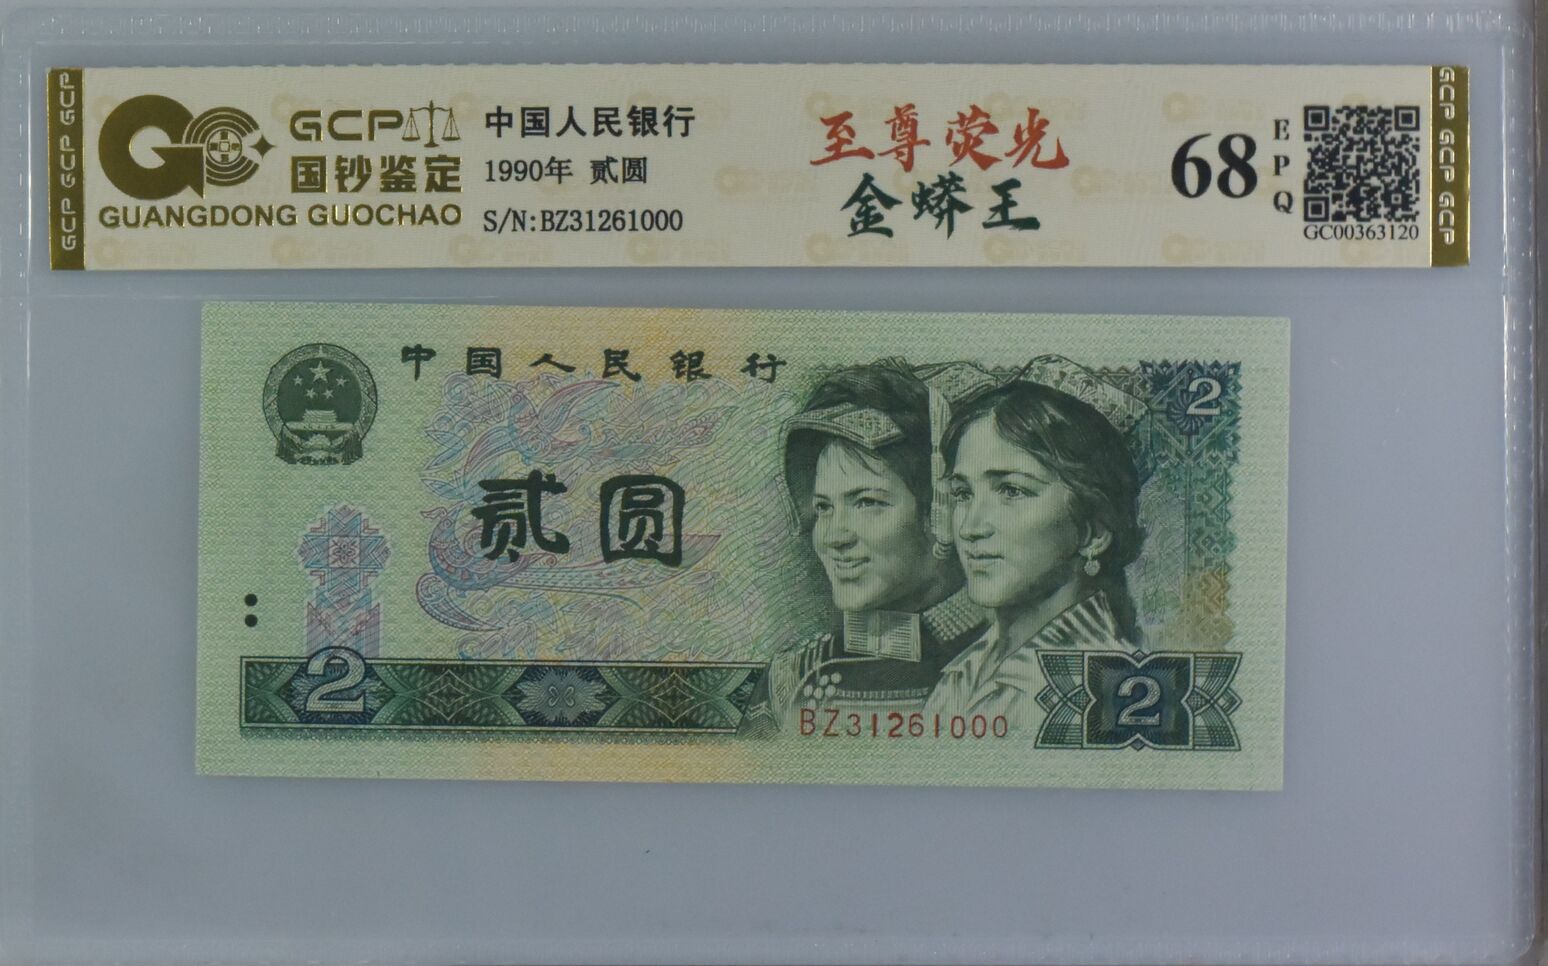 GCP GCP GCP
GCP
国钞鉴定
GUANGDONG GUOCHAO
中国人民银行
1990年 贰圆
S/N:BZ31261000
至尊荧光
金蟒王
68
EPQ
GC00363120
GCP GCP GCP
中国人民银行
2
贰圆
2
BZ31261000
2